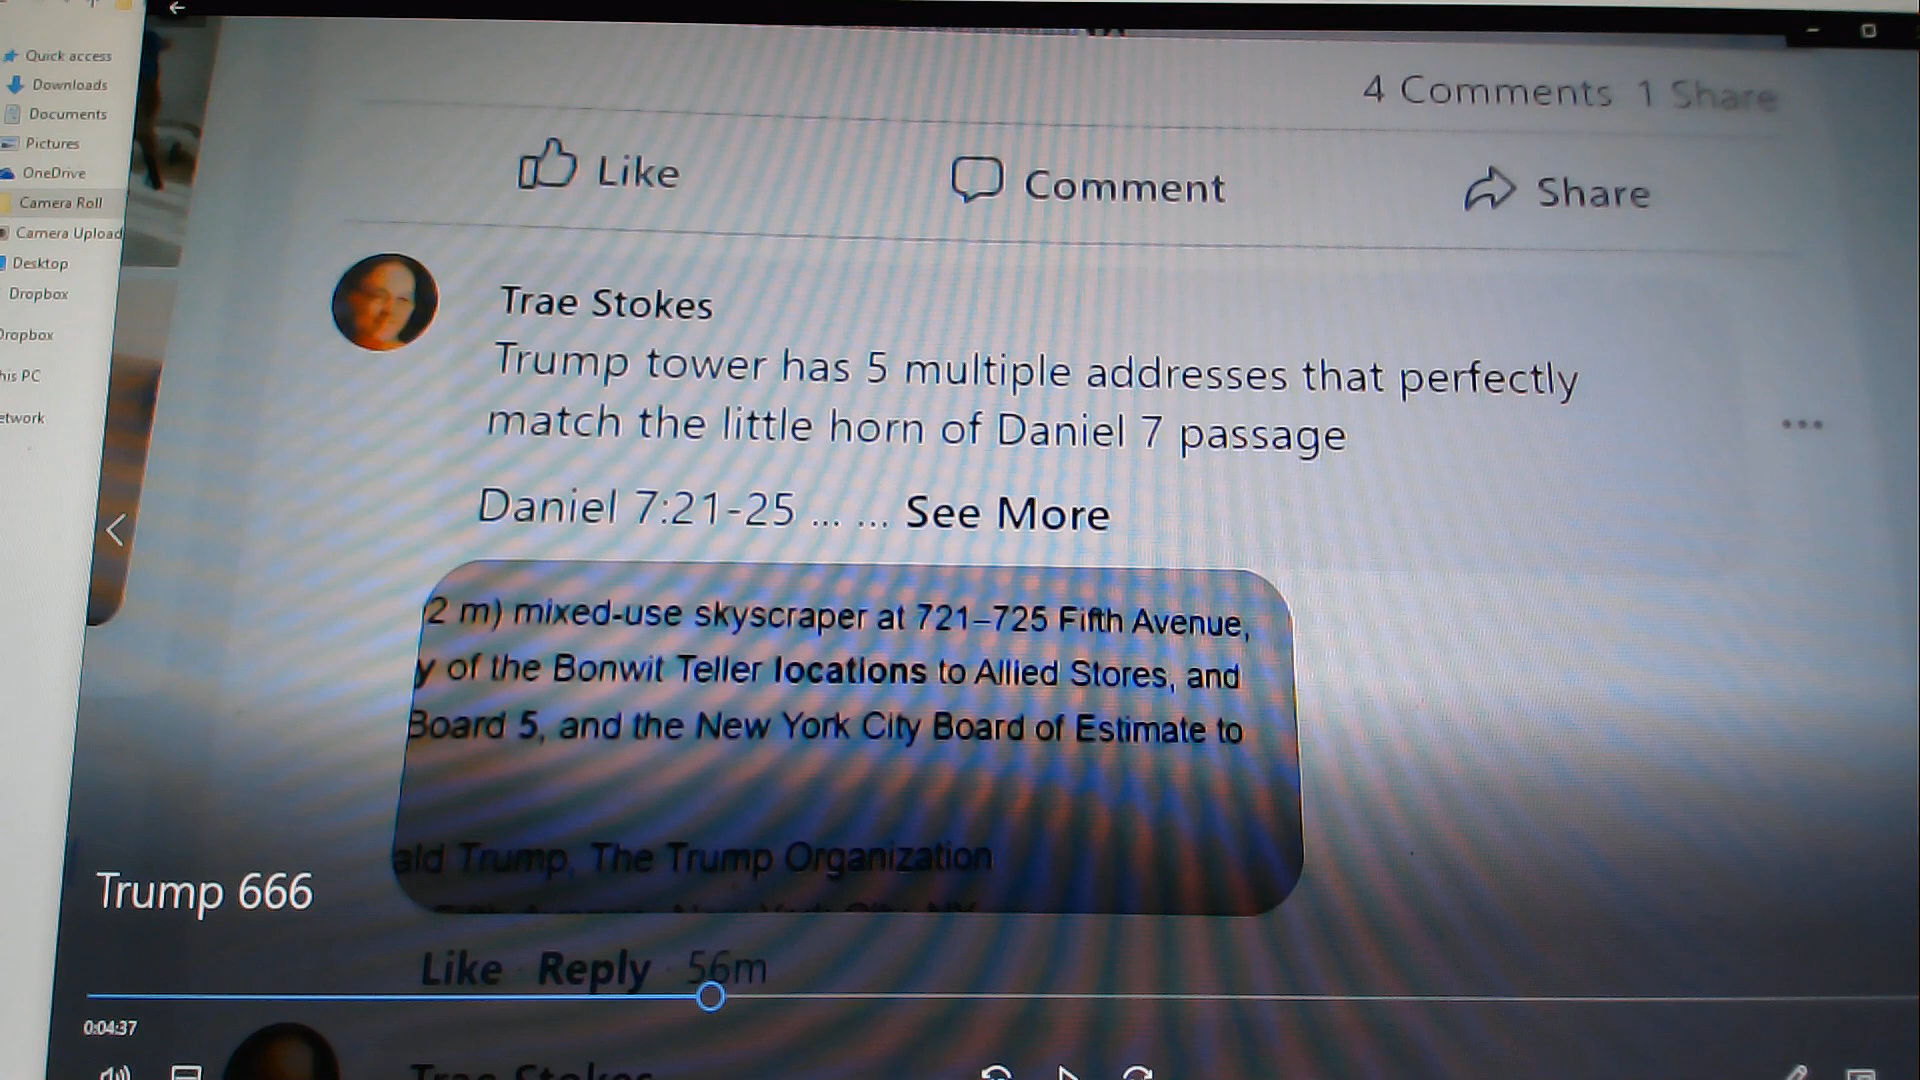 Quick access
Downloads
Documents
Pictures
OneDrive
Camera Roll
Camera Upload
Desktop
Dropbox
Dropbox
his PC
etwork
4 Comments 1 Share
Like
Comment
Share
Trae Stokes
Trump tower has 5 multiple addresses that perfectly
match the little horn of Daniel 7 passage
Daniel 7:21-25 ... ... See More
2 m) mixed-use skyscraper at 721–725 Fifth Avenue,
y of the Bonwit Teller locations to Allied Stores, and
Board 5, and the New York City Board of Estimate to
ald Trump, The Trump Organization
Trump 666
Like Reply 56m
0:04:37
Trae Stokes